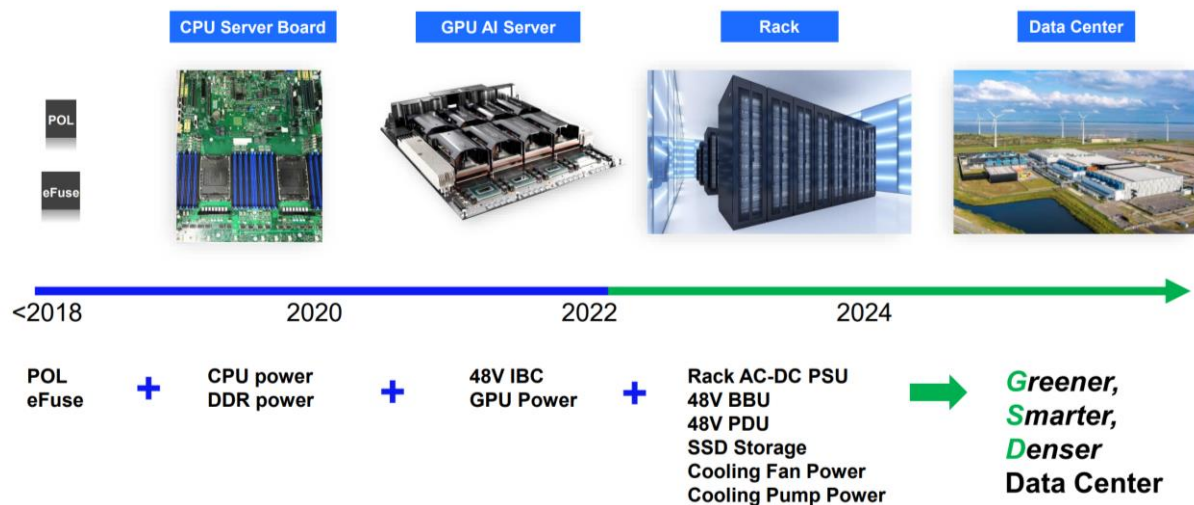 CPU Server Board
GPU AI Server
Rack
Data Center
POL
eFuse
<2018
2020
2022
2024
POL
eFuse
+
CPU power
DDR power
+
48V IBC
GPU Power
+
Rack AC-DC PSU
48V BBU
48V PDU
SSD Storage
Cooling Fan Power
Cooling Pump Power
Greener,
Smarter,
Denser
Data Center